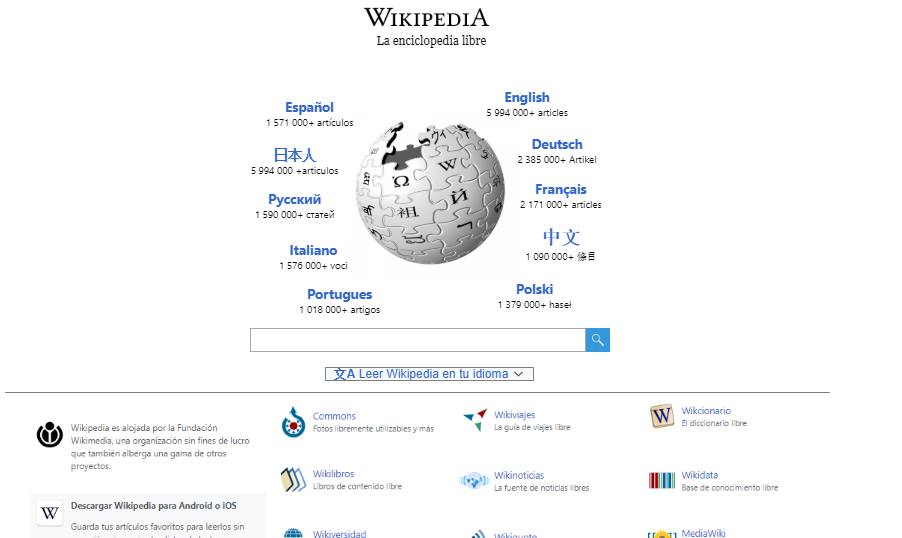 WIKIPEDIA
La enciclopedia libre
Español
1 571 000+ artículos
English
5 994 000+ articles
日本人
5 994 000 +articulos
Deutsch
2 385 000+ Artikel
Русский
1 590 000+ статей
Français
2 171 000+ articles
Italiano
1 576 000+ voci
中文
1 090 000+ 條目
Portugues
1 018 000+ artigos
Polski
1 379 000+ haseł
Ω
W
И
祖
文A Leer Wikipedia en tu idioma
Wikipedia es alojada por la Fundación
Wikimedia, una organización sin fines de lucro
que también alberga una gama de otros
proyectos.
W
Descargar Wikipedia para Android o iOS
Guarda tus artículos favoritos para leerlos sin
Commons
Fotos libremente utilizables y más
Wikiviajes
La guía de viajes libre
W
Wikcionario
El diccionario libre
Wikilibros
Libros de contenido libre
Wikinoticias
La fuente de noticias libres
Wikidata
Base de conocimiento libre
Wikiversidad
Wikiquote
MediaWiki